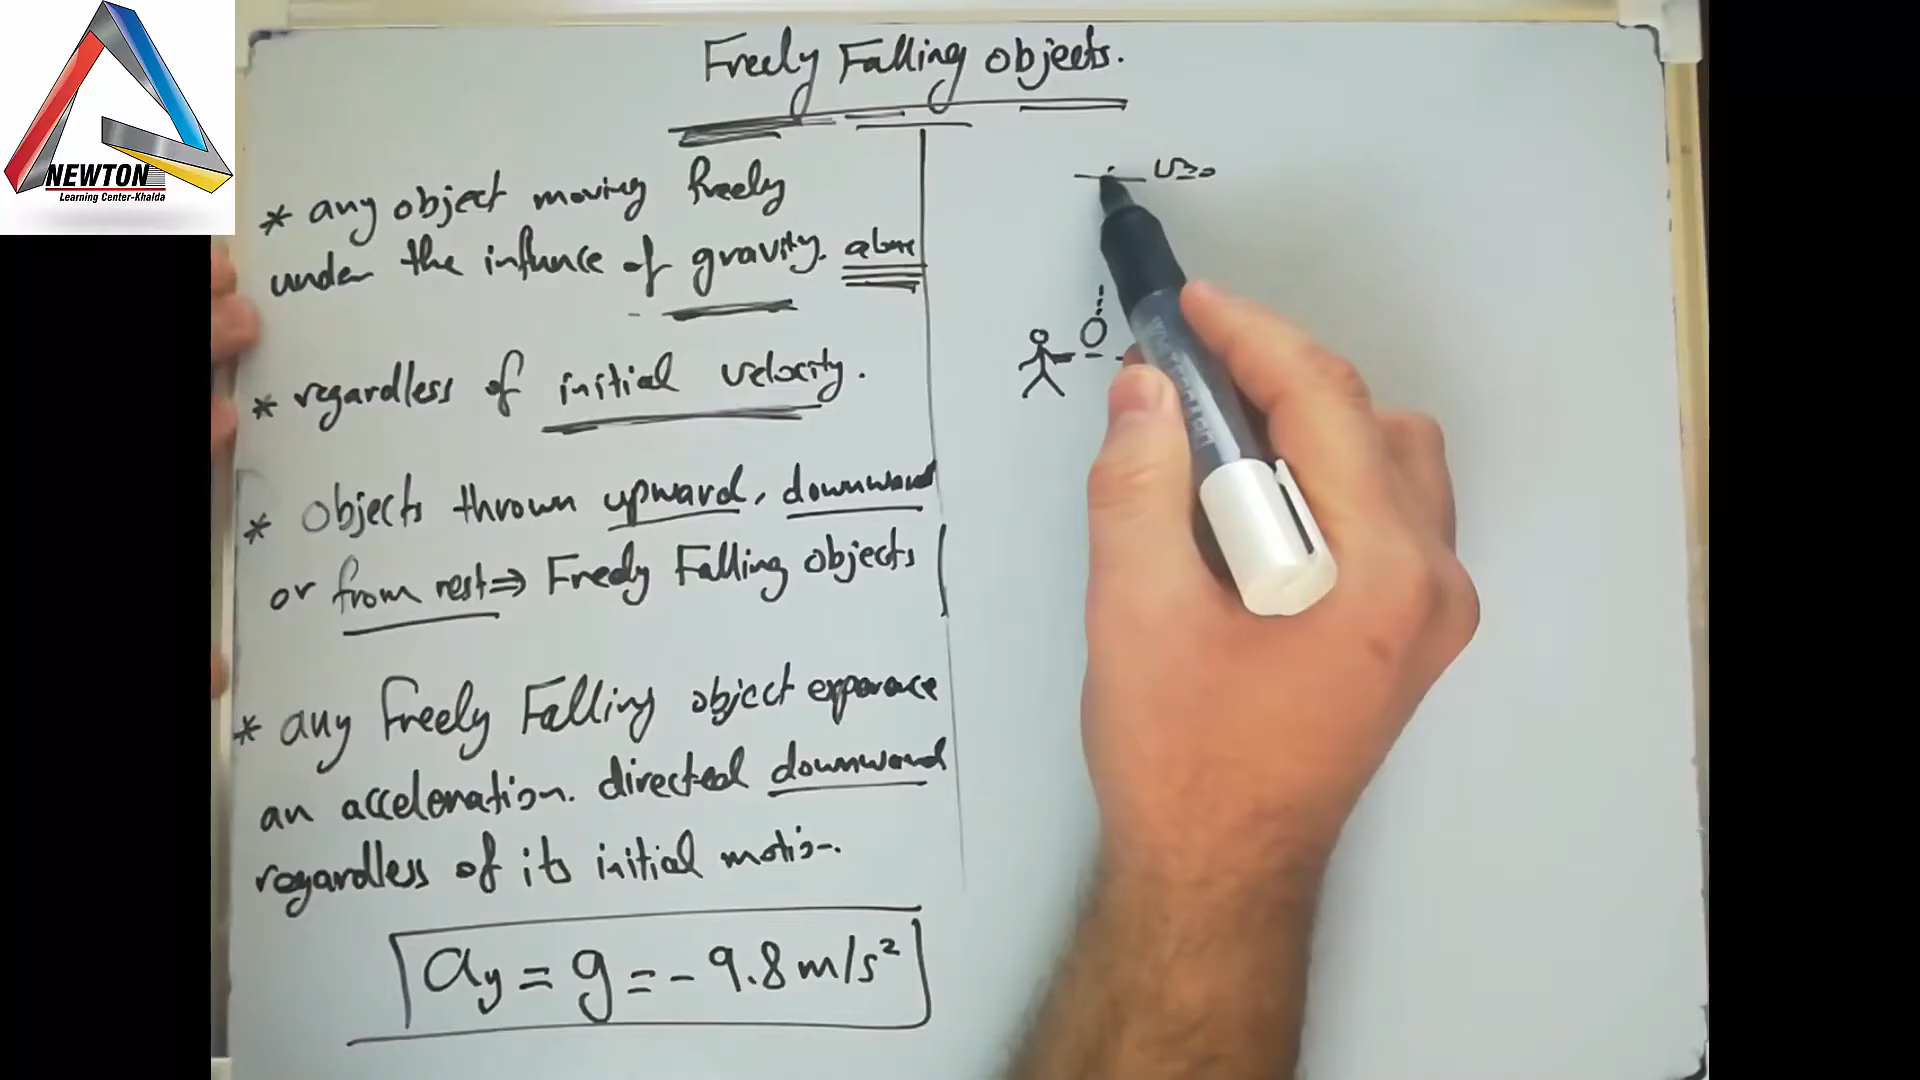 NEWTON
Learning Center-Khalda
Freely Falling objects.
* any object moving freely
under the influnce of gravity. alone
* regardless of initial velocity.
* Objects thrown upward, downward
or from rest ⇒ Freely Falling objects
* any Freely Falling object experance
an acceleration. directed downward
regardless of its initial motion.
ay = g = - 9.8 m/s²
V=0